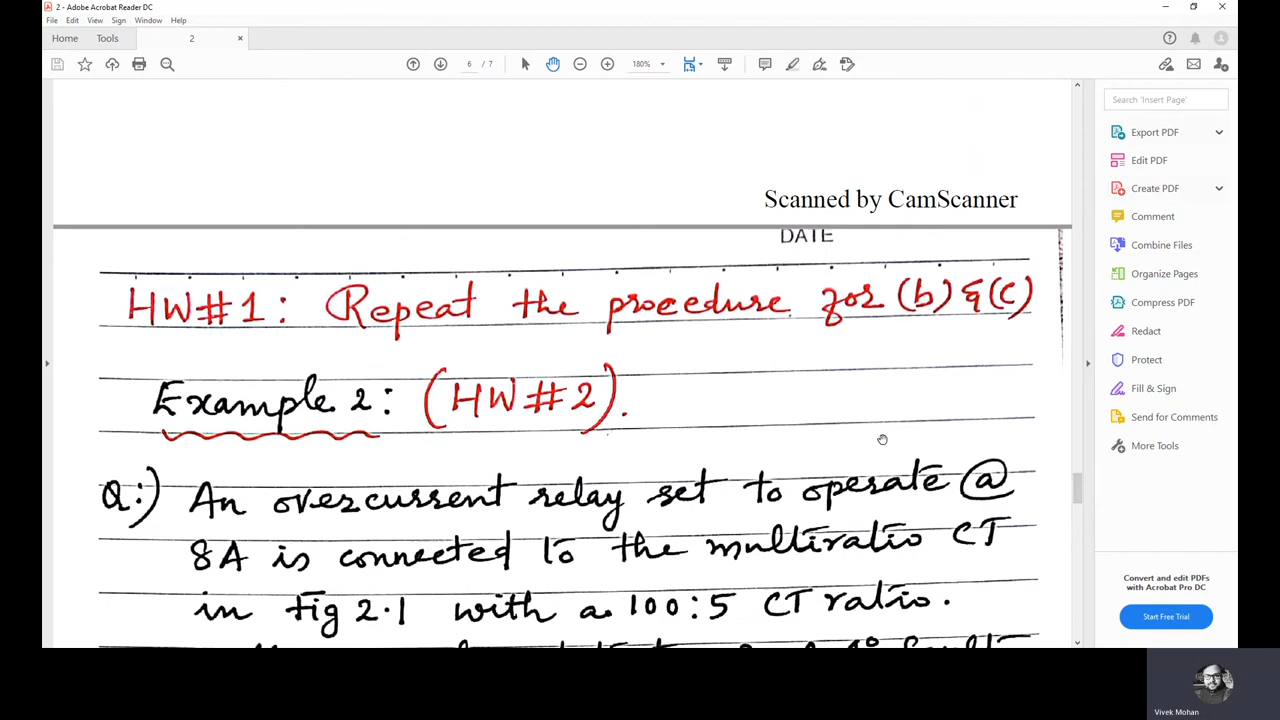 2 - Adobe Acrobat Reader DC
File Edit View Sign Window Help
Home Tools 2
6 / 7 180%
Search 'Insert Page'
Export PDF
Edit PDF
Create PDF
Comment
Combine Files
Organize Pages
Compress PDF
Redact
Protect
Fill & Sign
Send for Comments
More Tools
Convert and edit PDFs
with Acrobat Pro DC
Start Free Trial
Scanned by CamScanner
DATE
HW#1: Repeat the procedure for (b) & (c)
Example 2: (HW#2).
Q:) An overcurrent relay set to operate @
8A is connected to the multiratio CT
in Fig 2.1 with a 100:5 CT ratio.
Vivek Mohan